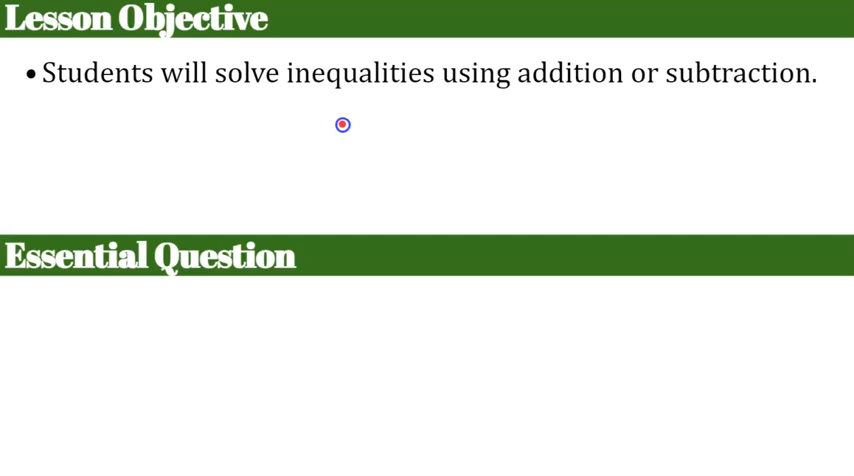 Lesson Objective
• Students will solve inequalities using addition or subtraction.
Essential Question